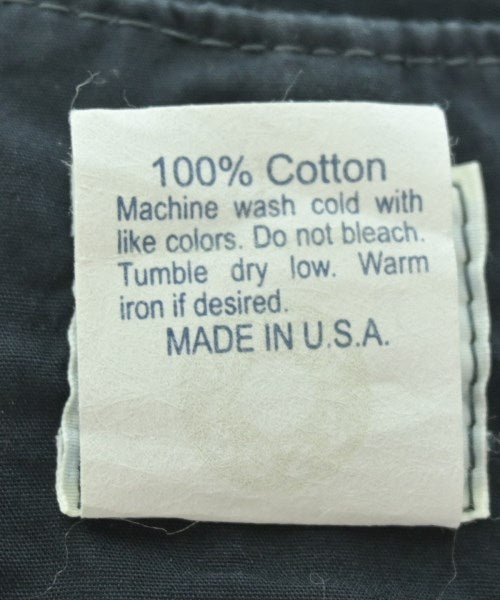 100% Cotton
Machine wash cold with
like colors. Do not bleach.
Tumble dry low. Warm
iron if desired.
MADE IN U.S.A.